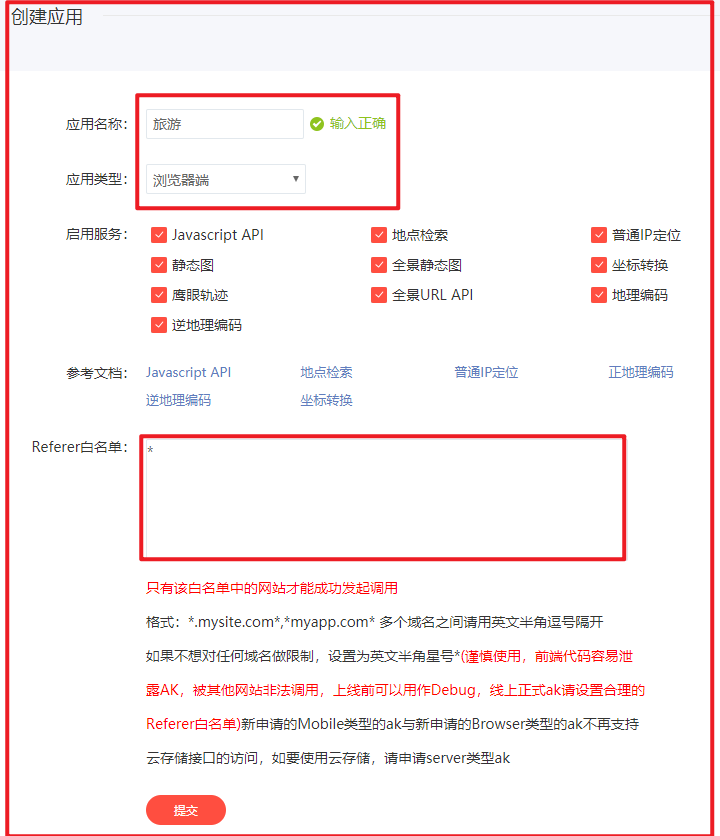 创建应用
应用名称： 旅游 输入正确
应用类型： 浏览器端
启用服务： Javascript API 地点检索 普通IP定位
静态图 全景静态图 坐标转换
鹰眼轨迹 全景URL API 地理编码
逆地理编码
参考文档： Javascript API 地点检索 普通IP定位 正地理编码
逆地理编码 坐标转换
Referer白名单： *
只有该白名单中的网站才能成功发起调用
格式：*.mysite.com*,*myapp.com* 多个域名之间请用英文半角逗号隔开
如果不想对任何域名做限制，设置为英文半角星号*(谨慎使用，前端代码容易泄
露AK，被其他网站非法调用，上线前可以用作Debug，线上正式ak请设置合理的
Referer白名单)新申请的Mobile类型的ak与新申请的Browser类型的ak不再支持
云存储接口的访问，如要使用云存储，请申请server类型ak
提交